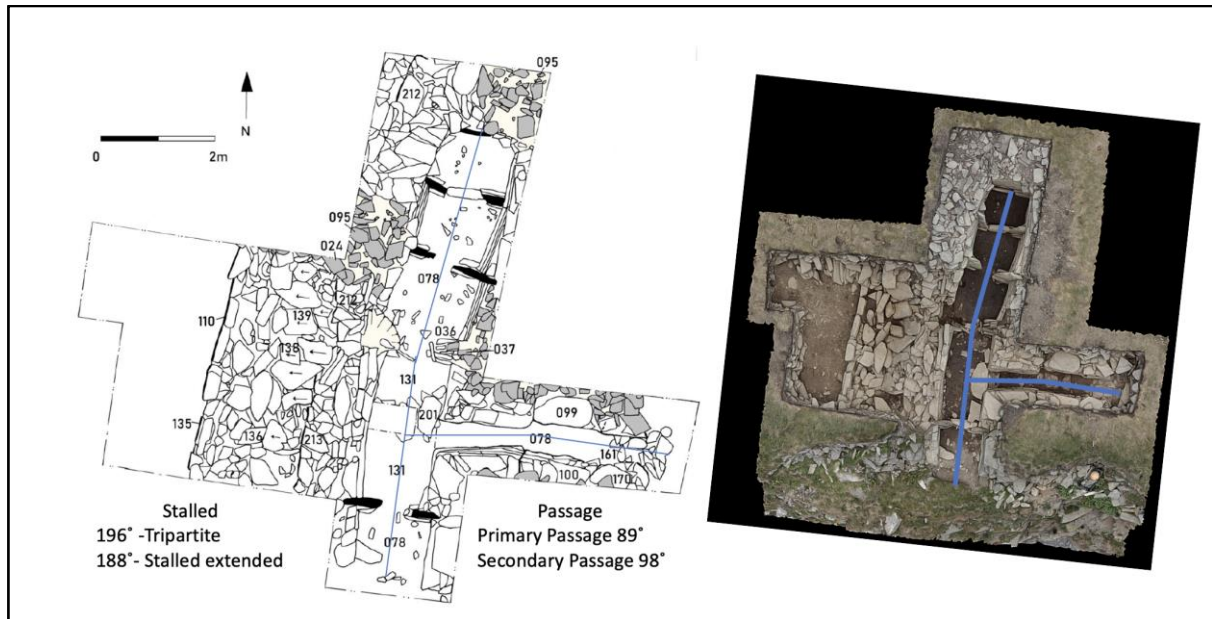 095
212
N
0 2m
095
024
212
078
110
139
138
036
037
131
201
099
135
136
213
078
161
131
100
170
Stalled
196˚ -Tripartite
188˚- Stalled extended
078
Passage
Primary Passage 89˚
Secondary Passage 98˚